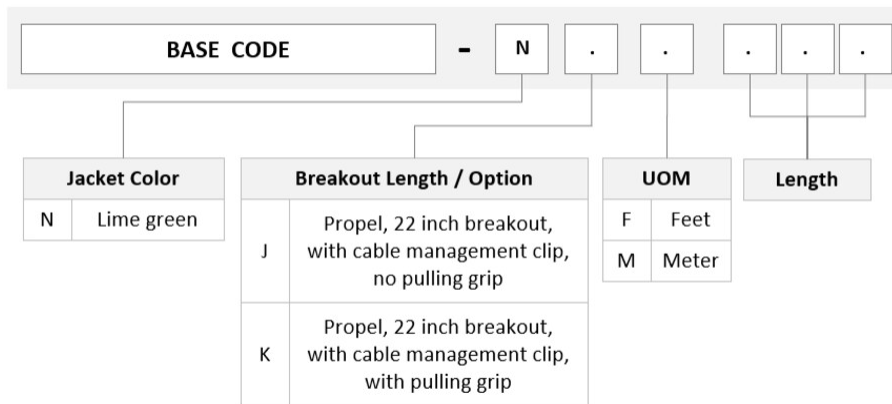 BASE CODE - N . . . . .
Jacket Color
N Lime green
Breakout Length / Option
J Propel, 22 inch breakout,
with cable management clip,
no pulling grip
K Propel, 22 inch breakout,
with cable management clip,
with pulling grip
UOM
F Feet
M Meter
Length